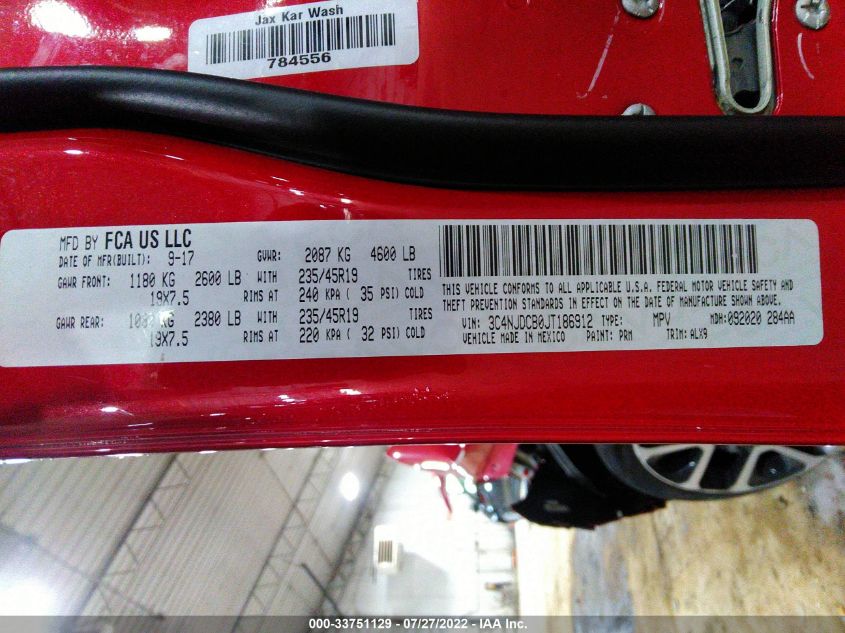 Jax Kar Wash
784556
MFD BY FCA US LLC
DATE OF MFR(BUILT): 9-17 GVWR: 2087 KG 4600 LB
GAWR FRONT: 1180 KG 2600 LB WITH 235/45R19 TIRES
19X7.5 RIMS AT 240 KPA ( 35 PSI) COLD
GAWR REAR: KG 2380 LB WITH 235/45R19 TIRES
19X7.5 RIMS AT 220 KPA ( 32 PSI) COLD
THIS VEHICLE CONFORMS TO ALL APPLICABLE U.S.A. FEDERAL MOTOR VEHICLE SAFETY AND
THEFT PREVENTION STANDARDS IN EFFECT ON THE DATE OF MANUFACTURE SHOWN ABOVE.
VIN: 3C4NJDCB0JT186912 TYPE: MPV MDH:092020 284AA
VEHICLE MADE IN MEXICO PAINT: PRM TRIM: ALX9
000-33751129 - 07/27/2022 - IAA Inc.